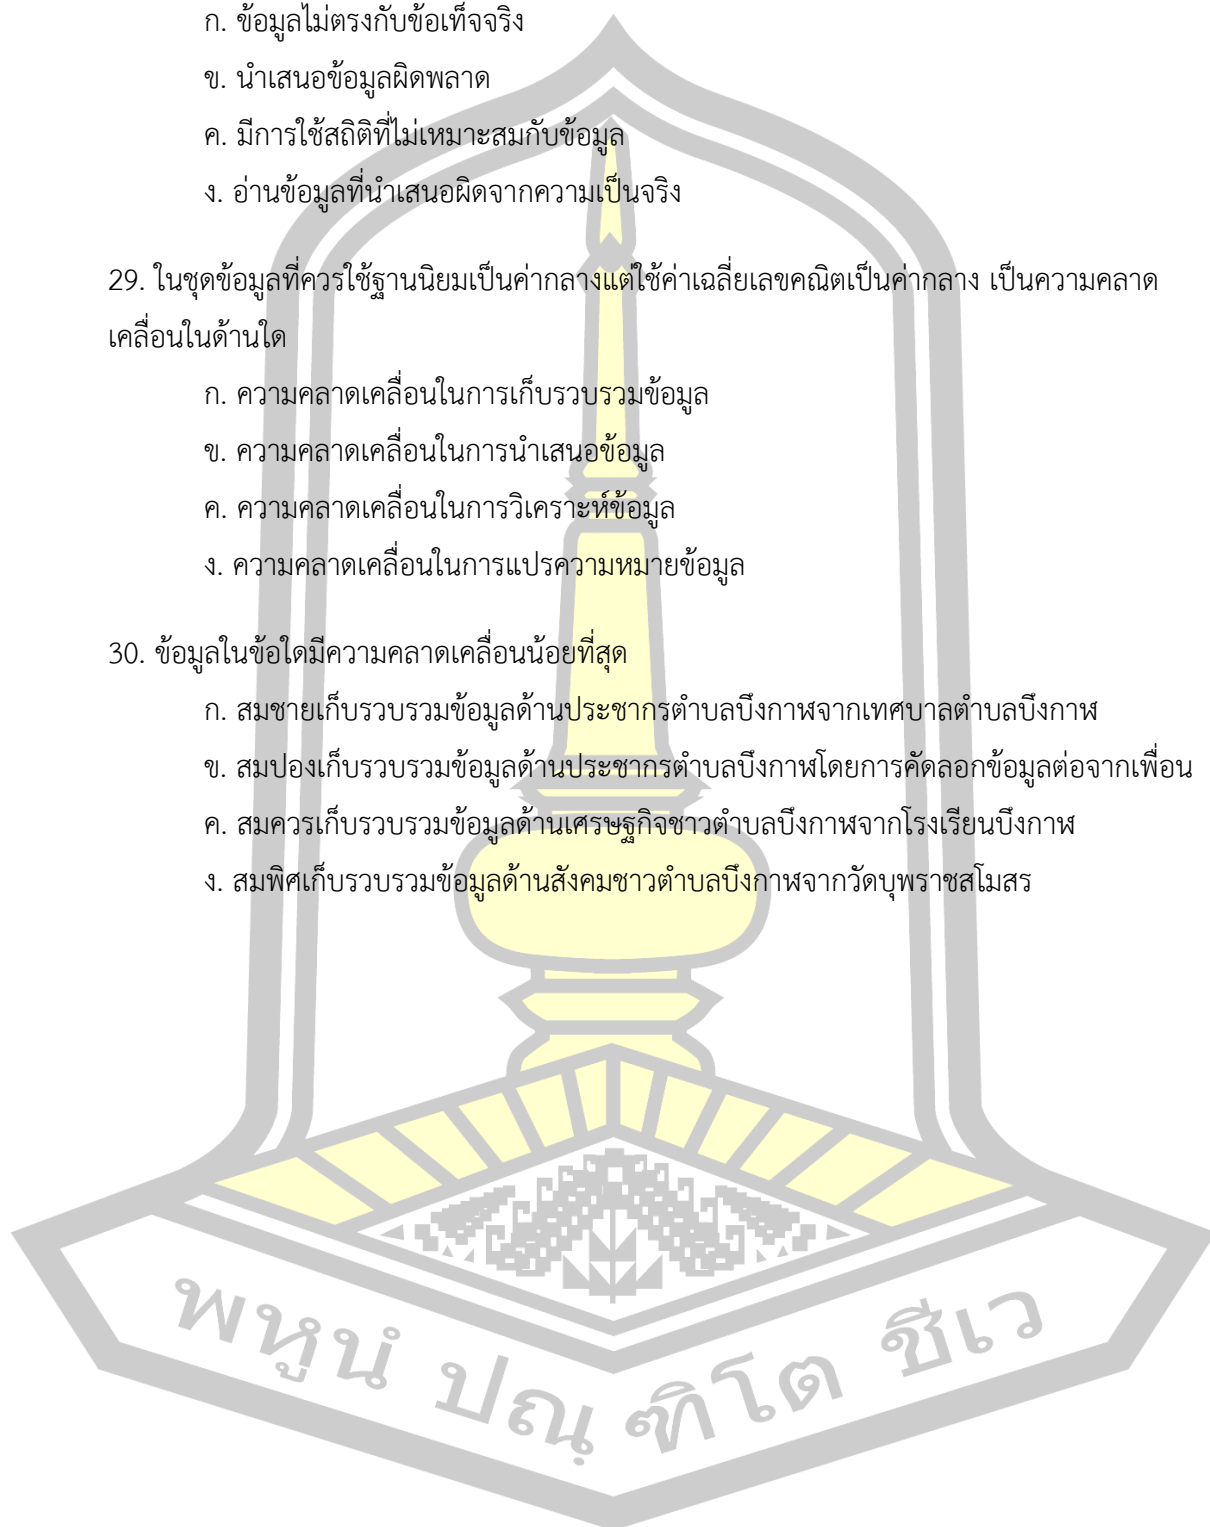 ก. ข้อมูลไม่ตรงกับข้อเท็จจริง
ข. นำเสนอข้อมูลผิดพลาด
ค. มีการใช้สถิติที่ไม่เหมาะสมกับข้อมูล
ง. อ่านข้อมูลที่นำเสนอผิดจากความเป็นจริง
29. ในชุดข้อมูลที่ควรใช้ฐานนิยมเป็นค่ากลางแต่ใช้ค่าเฉลี่ยเลขคณิตเป็นค่ากลาง เป็นความคลาด
เคลื่อนในด้านใด
ก. ความคลาดเคลื่อนในการเก็บรวบรวมข้อมูล
ข. ความคลาดเคลื่อนในการนำเสนอข้อมูล
ค. ความคลาดเคลื่อนในการวิเคราะห์ข้อมูล
ง. ความคลาดเคลื่อนในการแปรความหมายข้อมูล
30. ข้อมูลในข้อใดมีความคลาดเคลื่อนน้อยที่สุด
ก. สมชายเก็บรวบรวมข้อมูลด้านประชากรตำบลบึงกาฬจากเทศบาลตำบลบึงกาฬ
ข. สมปองเก็บรวบรวมข้อมูลด้านประชากรตำบลบึงกาฬโดยการคัดลอกข้อมูลต่อจากเพื่อน
ค. สมควรเก็บรวบรวมข้อมูลด้านเศรษฐกิจชาวตำบลบึงกาฬจากโรงเรียนบึงกาฬ
ง. สมพิศเก็บรวบรวมข้อมูลด้านสังคมชาวตำบลบึงกาฬจากวัดบุพราชสโมสร
พหูนํ ปณฺฑิโต ชีเว